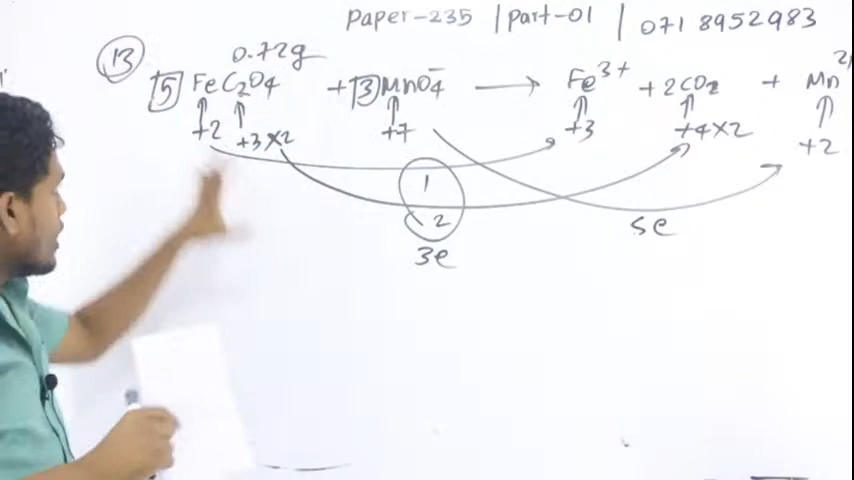 Paper-235 | Part-01 | 071 8952983
13 0.72g
5 FeC2O4 + 3 MnO4⁻ → Fe³⁺ + 2CO2 + Mn²
+2 +3×2 +7 +3 +4×2 +2
1
2 5e
3e